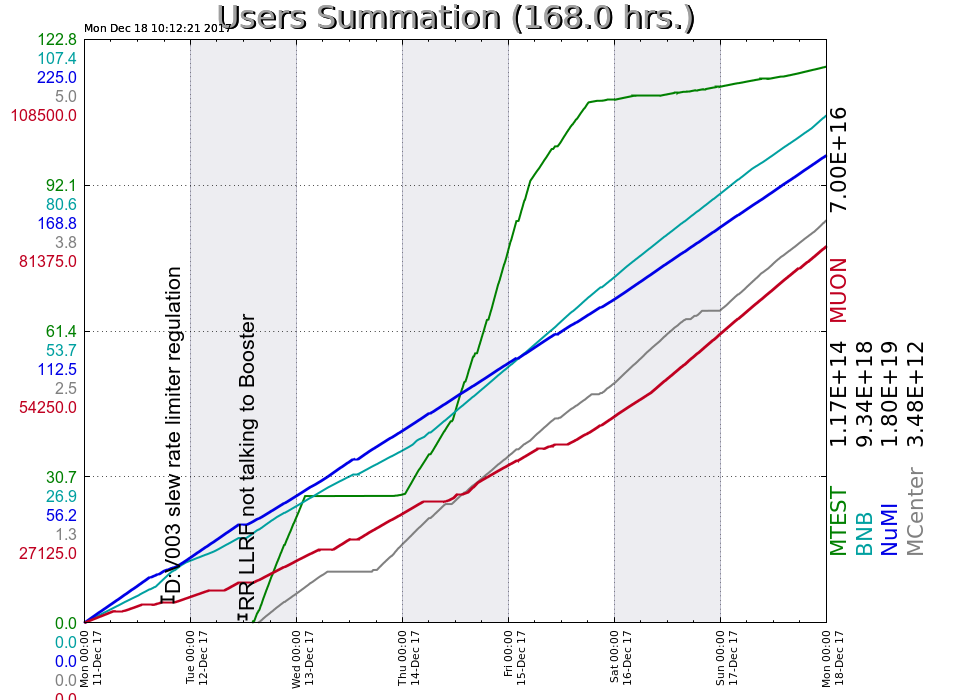 Users Summation (168.0 hrs.)
Mon Dec 18 10:12:21 2017
122.8
107.4
225.0
5.0
108500.0
92.1
80.6
168.8
3.8
81375.0
61.4
53.7
112.5
2.5
54250.0
30.7
26.9
56.2
1.3
27125.0
0.0
0.0
0.0
0.0
0.0
ID:V003 slew rate limiter regulation
IRR LLRF not talking to Booster
Mon 00:00
11-Dec 17
Tue 00:00
12-Dec 17
Wed 00:00
13-Dec 17
Thu 00:00
14-Dec 17
Fri 00:00
15-Dec 17
Sat 00:00
16-Dec 17
Sun 00:00
17-Dec 17
Mon 00:00
18-Dec 17
MTEST 1.17E+14 MUON 7.00E+16
BNB 9.34E+18
NuMI 1.80E+19
MCenter 3.48E+12